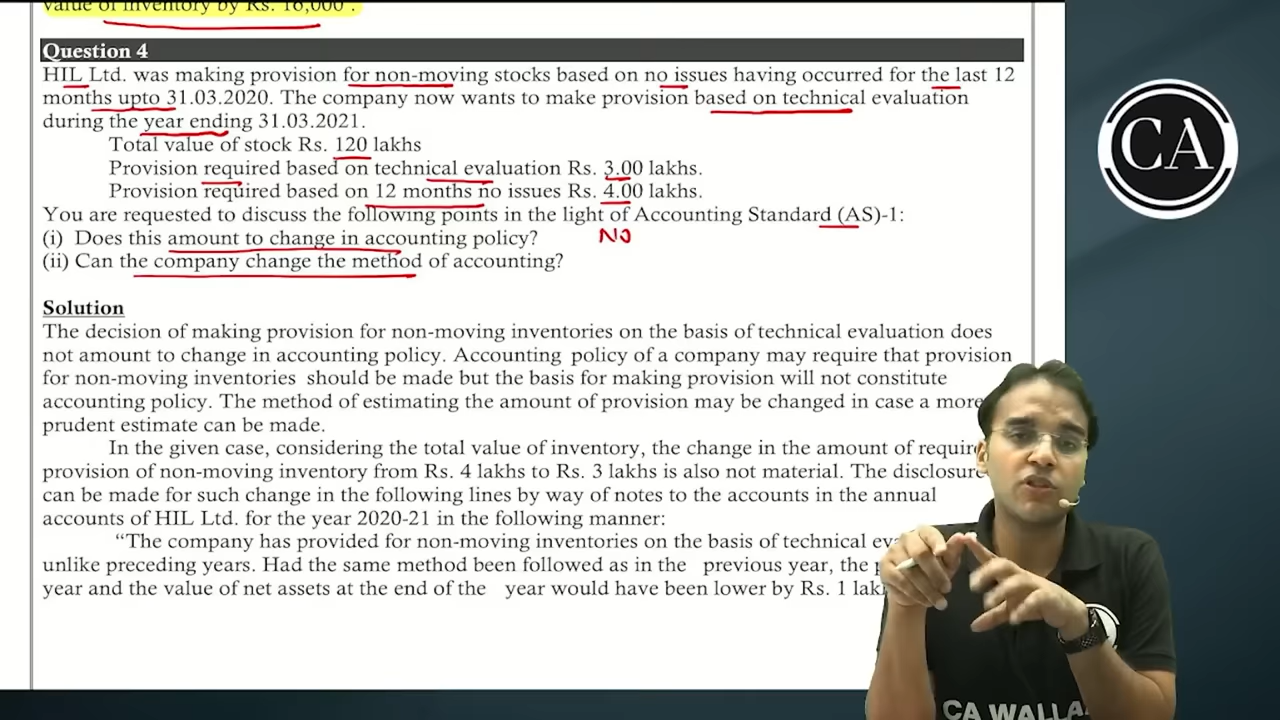 value of inventory by Rs. 16,000".
Question 4
HIL Ltd. was making provision for non-moving stocks based on no issues having occurred for the last 12
months upto 31.03.2020. The company now wants to make provision based on technical evaluation
during the year ending 31.03.2021.
Total value of stock Rs. 120 lakhs
Provision required based on technical evaluation Rs. 3.00 lakhs.
Provision required based on 12 months no issues Rs. 4.00 lakhs.
You are requested to discuss the following points in the light of Accounting Standard (AS)-1:
(i) Does this amount to change in accounting policy? NO
(ii) Can the company change the method of accounting?
Solution
The decision of making provision for non-moving inventories on the basis of technical evaluation does
not amount to change in accounting policy. Accounting policy of a company may require that provision
for non-moving inventories should be made but the basis for making provision will not constitute
accounting policy. The method of estimating the amount of provision may be changed in case a more
prudent estimate can be made.
In the given case, considering the total value of inventory, the change in the amount of
provision of non-moving inventory from Rs. 4 lakhs to Rs. 3 lakhs is also not material. The disclosure
can be made for such change in the following lines by way of notes to the accounts in the annual
accounts of HIL Ltd. for the year 2020-21 in the following manner:
"The company has provided for non-moving inventories on the basis of technical
unlike preceding years. Had the same method been followed as in the previous year, the
year and the value of net assets at the end of the year would have been lower by Rs. 1
CA
CA WALLA